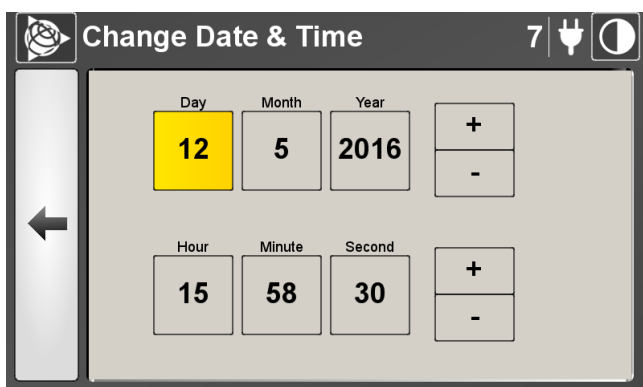 Change Date & Time 7
Day Month Year
12 5 2016 +
-
Hour Minute Second
15 58 30 +
-